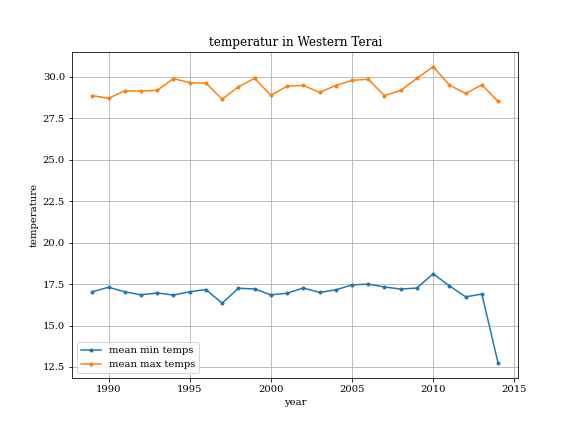 temperatur in Western Terai
30.0
27.5
25.0
22.5
20.0
17.5
15.0
12.5
temperature
mean min temps
mean max temps
1990 1995 2000 2005 2010 2015
year